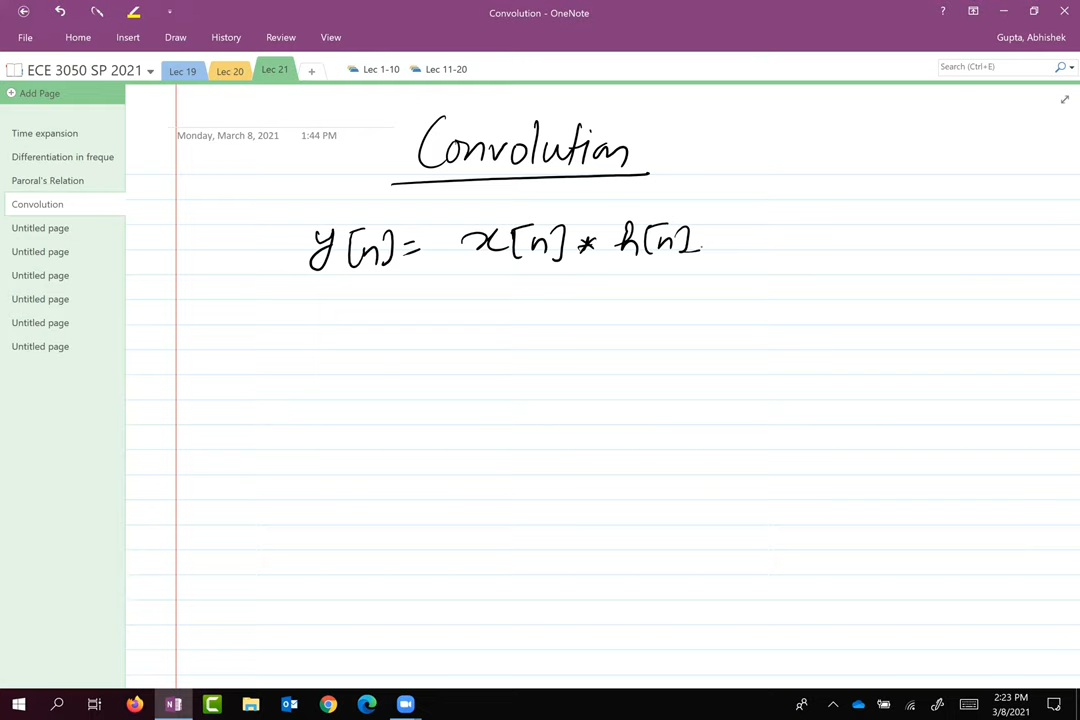 Convolution - OneNote
?
File Home Insert Draw History Review View
Gupta, Abhishek
ECE 3050 SP 2021
Lec 19 Lec 20 Lec 21 + Lec 1-10 Lec 11-20
Search (Ctrl+E)
Add Page
Time expansion
Differentiation in freque
Paroral's Relation
Convolution
Untitled page
Untitled page
Untitled page
Untitled page
Untitled page
Untitled page
Monday, March 8, 2021 1:44 PM
Convolution
y[n] = x[n] * h[n].
2:23 PM
3/8/2021